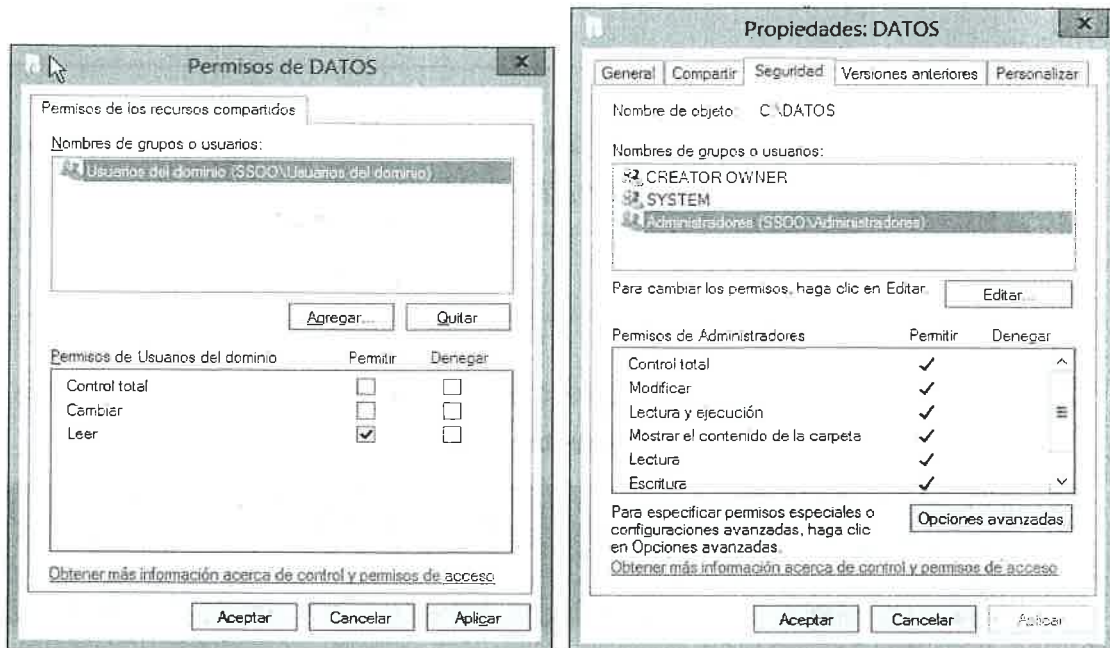 Permisos de DATOS
Permisos de los recursos compartidos
Nombres de grupos o usuarios:
Usuarios del dominio (SSOO\Usuarios del dominio)
Agregar...
Quitar
Permisos de Usuarios del dominio Permitir Denegar
Control total
Cambiar
Leer
Obtener más información acerca de control y permisos de acceso
Aceptar
Cancelar
Aplicar
Propiedades: DATOS
General
Compartir
Seguridad
Versiones anteriores
Personalizar
Nombre de objeto: C:\DATOS
Nombres de grupos o usuarios:
CREATOR OWNER
SYSTEM
Administradores (SSOO\Administradores)
Para cambiar los permisos, haga clic en Editar.
Editar...
Permisos de Administradores Permitir Denegar
Control total
Modificar
Lectura y ejecución
Mostrar el contenido de la carpeta
Lectura
Escritura
Para especificar permisos especiales o
configuraciones avanzadas, haga clic
en Opciones avanzadas.
Opciones avanzadas
Obtener más información acerca de control y permisos de acceso
Aceptar
Cancelar
Aplicar